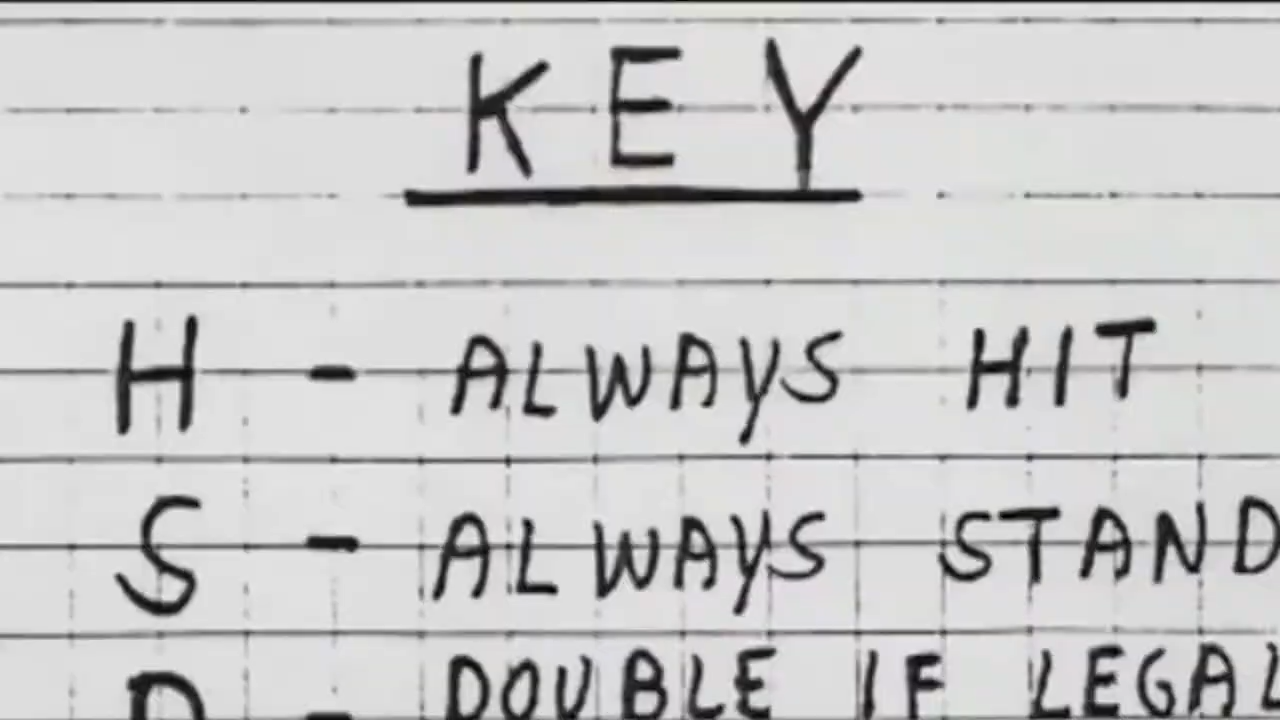 KEY
H - ALWAYS HIT
S - ALWAYS STAND
D - DOUBLE IF LEGAL